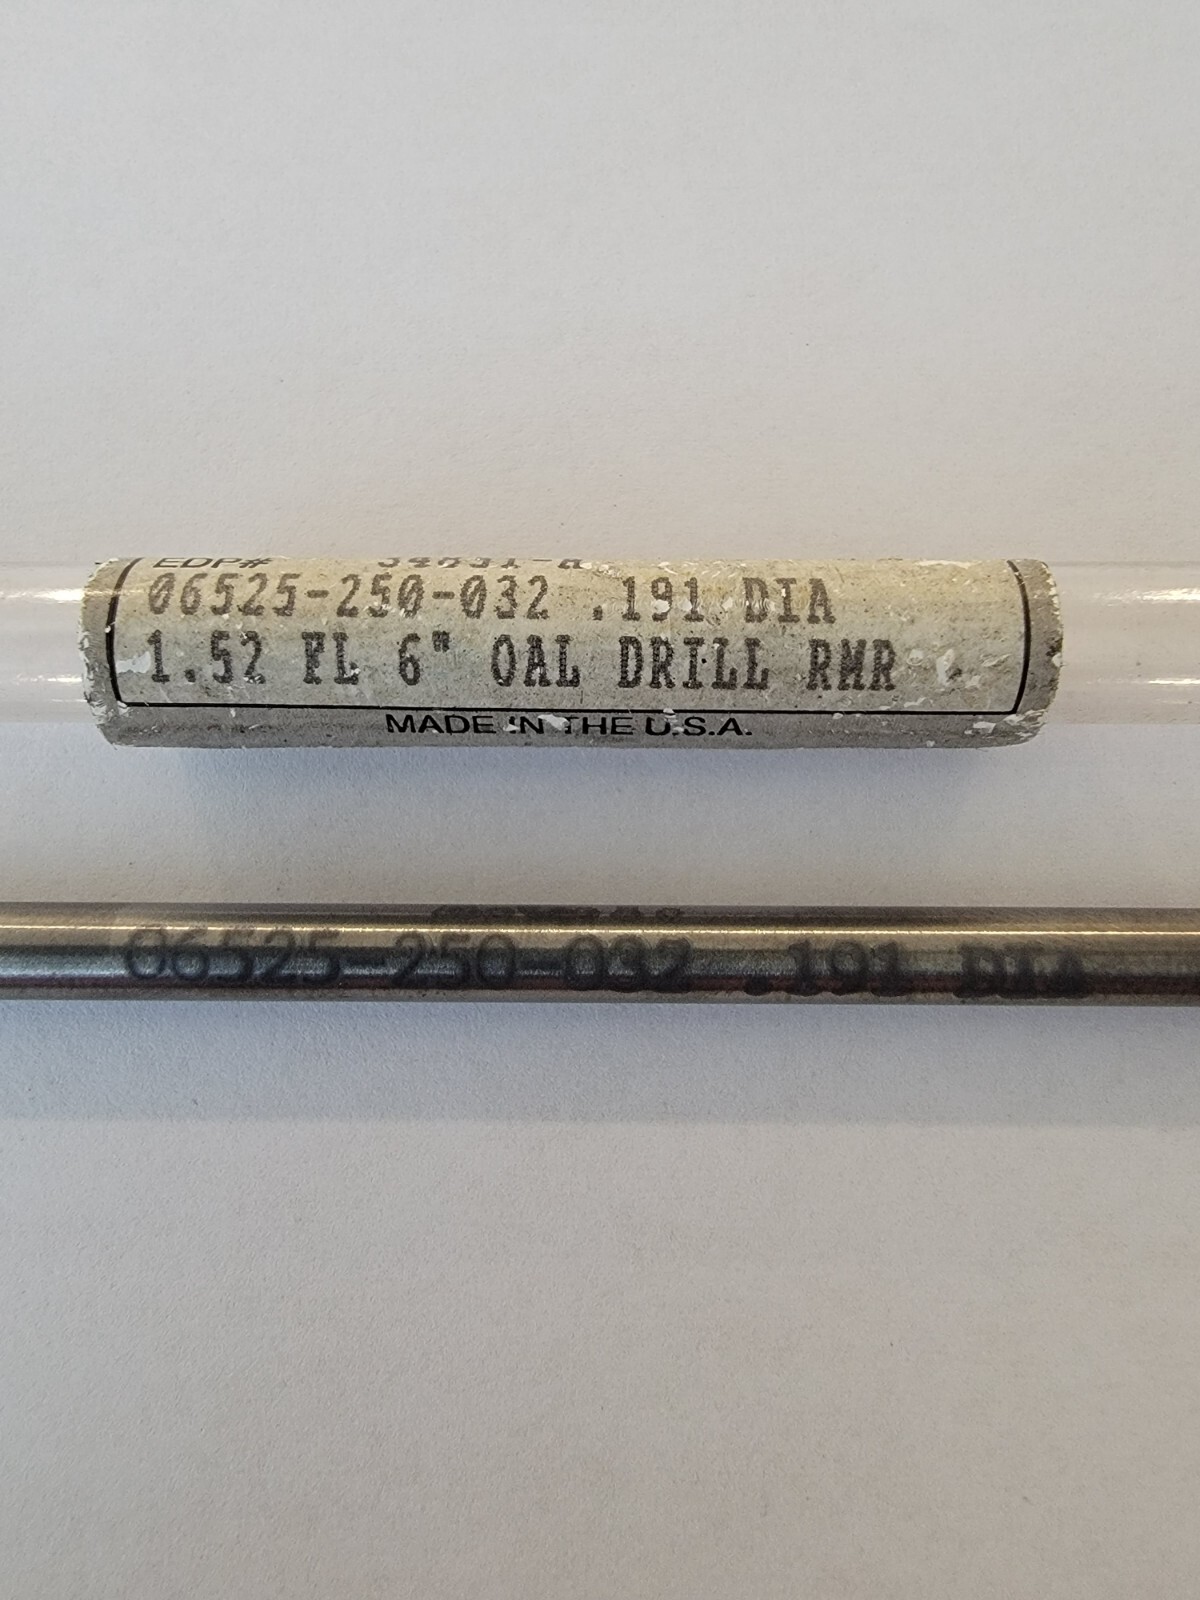 EDP# 34831-A
06525-250-032 .191 DIA
1.52 FL 6" OAL DRILL RMR
MADE IN THE U.S.A.
06525-250-032 .191 DIA